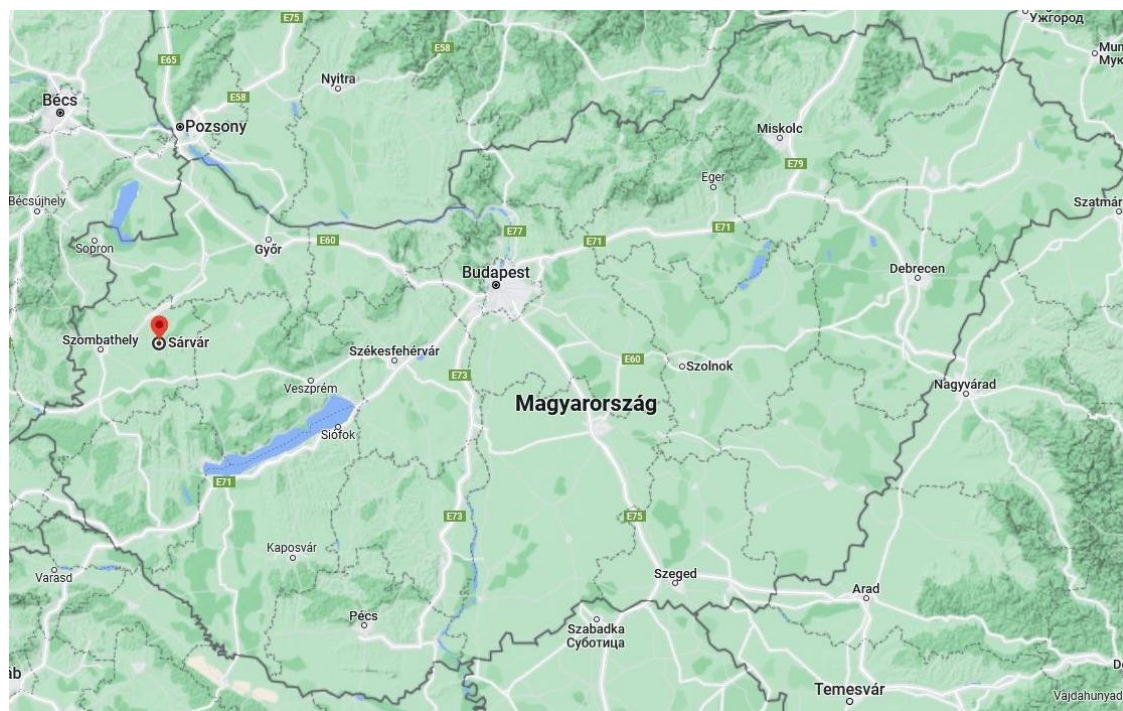 Ужгород
E75
E58
E65
Nyitra
Bécs
E58
Pozsony
Miskolc
E79
Eger
Bécsújhely
Szatmár
Sopron
Győr
E60
E77
E71
E71
Budapest
Debrecen
Sárvár
Szombathely
Székesfehérvár
E60
Szolnok
Veszprém
E73
Nagyvárad
Magyarország
Siófok
E71
E73
E75
Kaposvár
Varasd
Szeged
Arad
Pécs
Szabadka
Суботица
Temesvár
Vajdahunyad